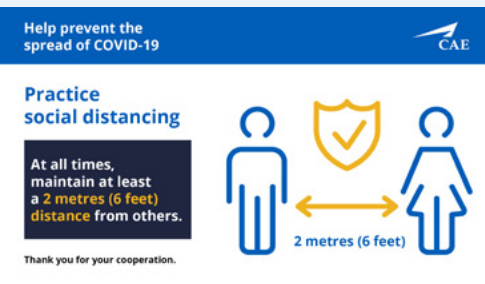 Help prevent the
spread of COVID-19
CAE
Practice
social distancing
At all times,
maintain at least
a 2 metres (6 feet)
distance from others.
2 metres (6 feet)
Thank you for your cooperation.